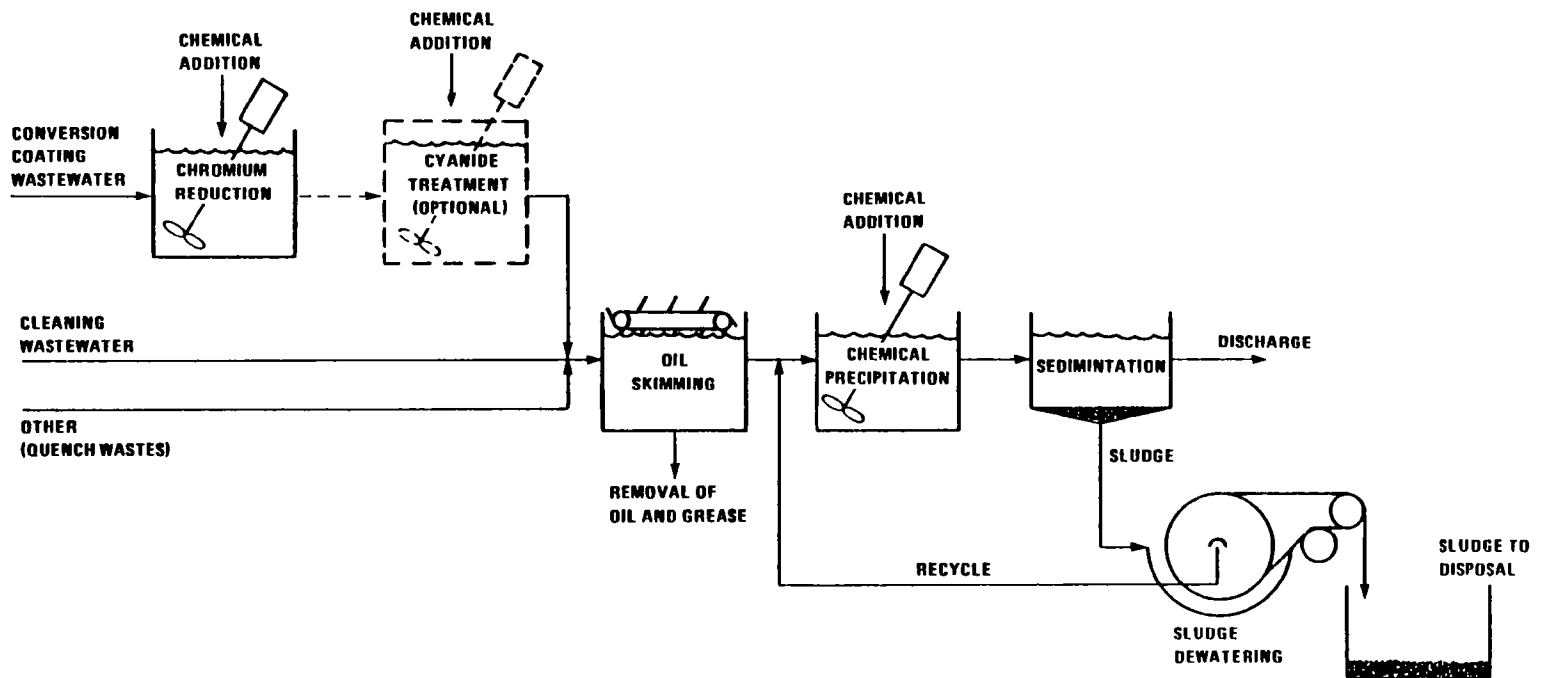 CHEMICAL
ADDITION
CHEMICAL
ADDITION
CONVERSION
COATING
WASTEWATER
CHROMIUM
REDUCTION
CYANIDE
TREATMENT
(OPTIONAL)
CHEMICAL
ADDITION
CLEANING
WASTEWATER
OIL
SKIMMING
CHEMICAL
PRECIPITATION
SEDIMINTATION
DISCHARGE
OTHER
(QUENCH WASTES)
REMOVAL OF
OIL AND GREASE
SLUDGE
RECYCLE
SLUDGE
DEWATERING
SLUDGE TO
DISPOSAL